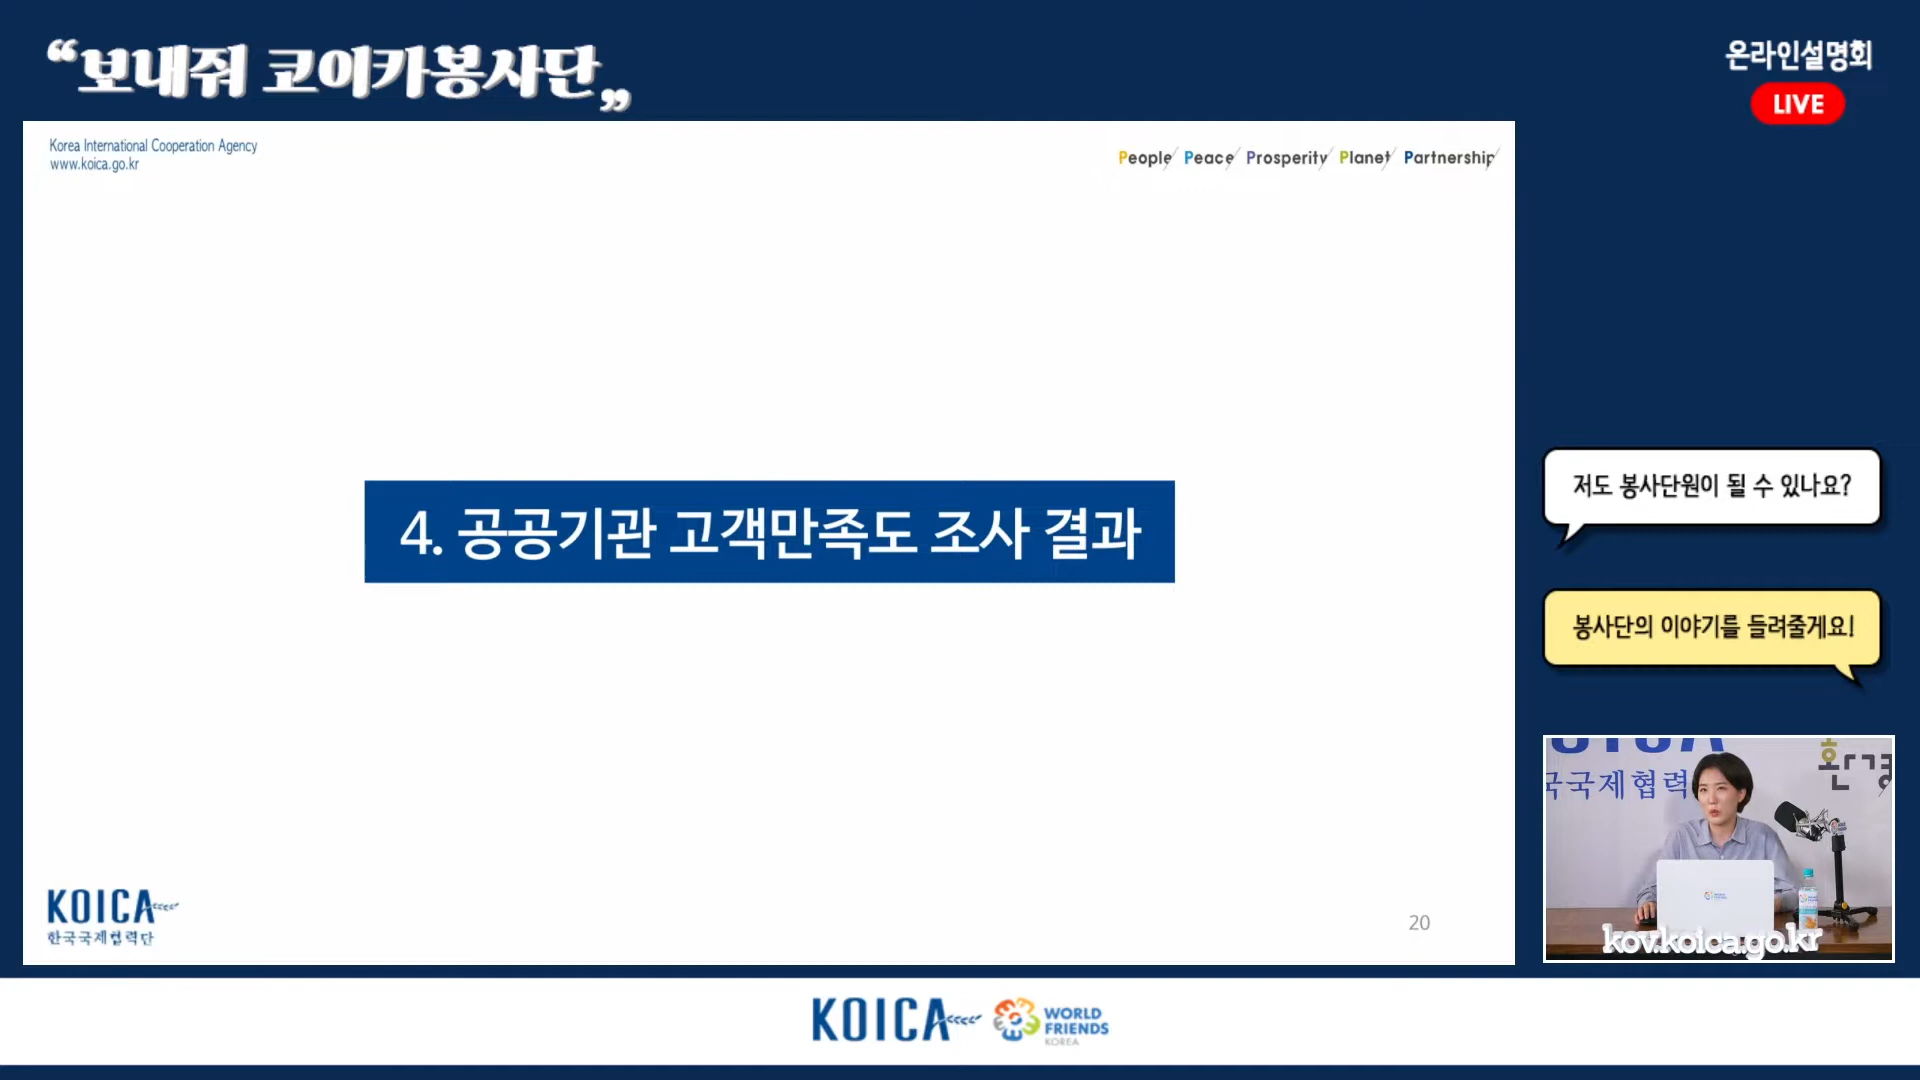 “보내줘 코이카봉사단„
온라인설명회
LIVE
Korea International Cooperation Agency
www.koica.go.kr
People Peace Prosperity Planet Partnership
4. 공공기관 고객만족도 조사 결과
저도 봉사단원이 될 수 있나요?
봉사단의 이야기를 들려줄게요!
국국제협력
환경
kov.koica.go.kr
KOICA
한국국제협력단
20
KOICA
WORLD
FRIENDS
KOREA